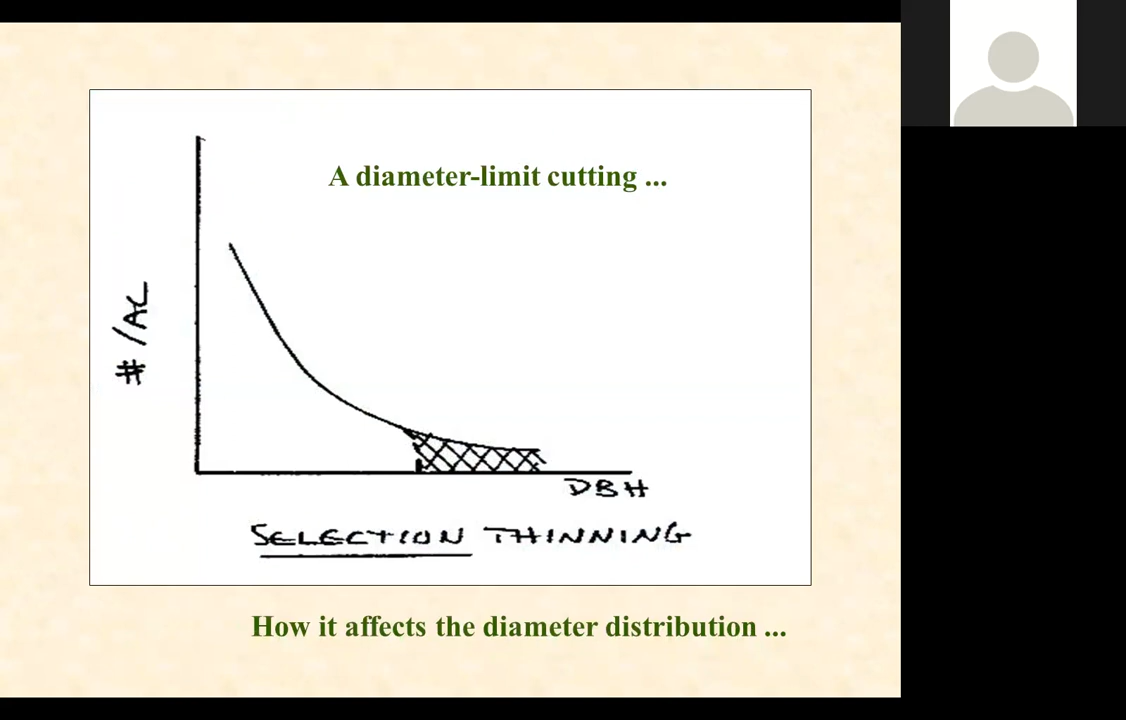 A diameter-limit cutting ...
# /AC
DBH
SELECTION THINNING
How it affects the diameter distribution ...